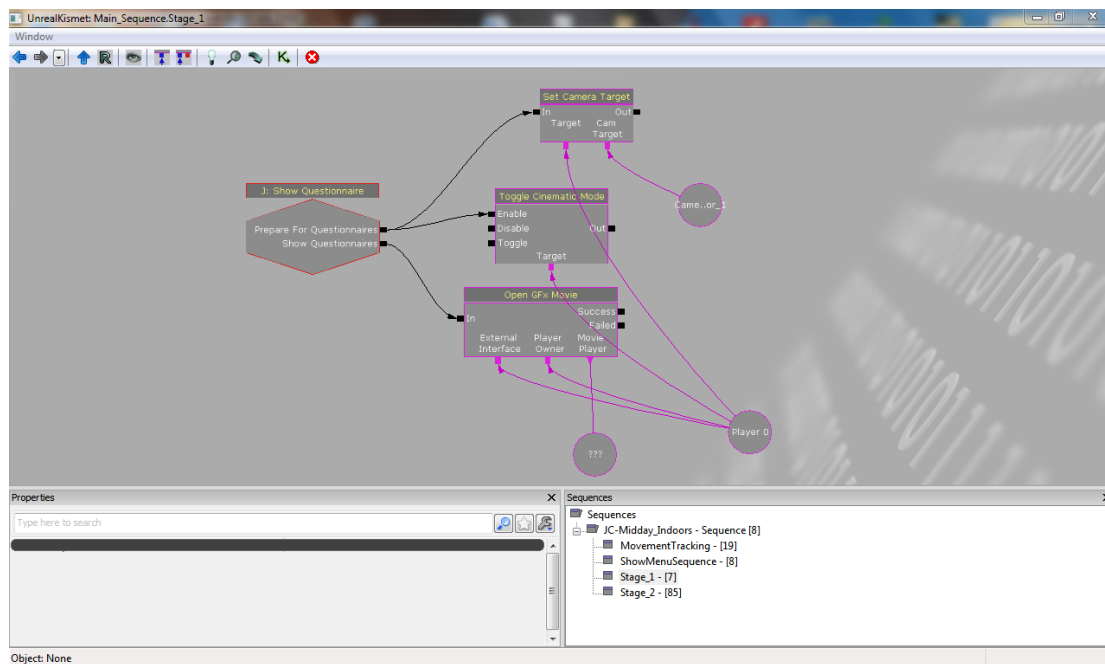 UnrealKismet: Main_Sequence.Stage_1
Window
Set Camera Target
In Out
Target Cam
Target
J: Show Questionnaire
Prepare For Questionnaires
Show Questionnaires
Toggle Cinematic Mode
Enable
Disable Out
Toggle
Target
Came..or_1
Open GFx Movie
Success
In
Failed
External Player Movie
Interface Owner Player
Player 0
???
Properties
Type here to search
Sequences
Sequences
JC-Midday_Indoors - Sequence [8]
MovementTracking - [19]
ShowMenuSequence - [8]
Stage_1 - [7]
Stage_2 - [85]
Object: None